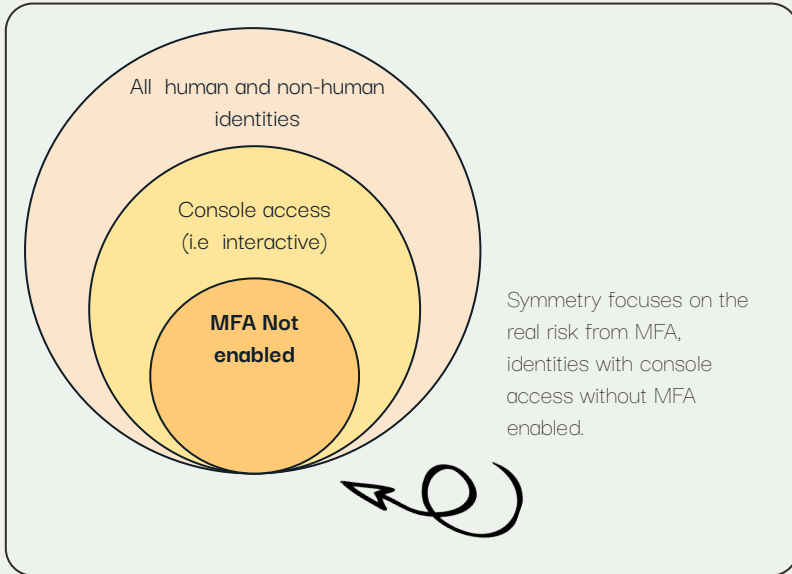 All  human and non-human
identities
Console access
(i.e  interactive)
MFA Not
enabled
Symmetry focuses on the
real risk from MFA,
identities with console
access without MFA
enabled.